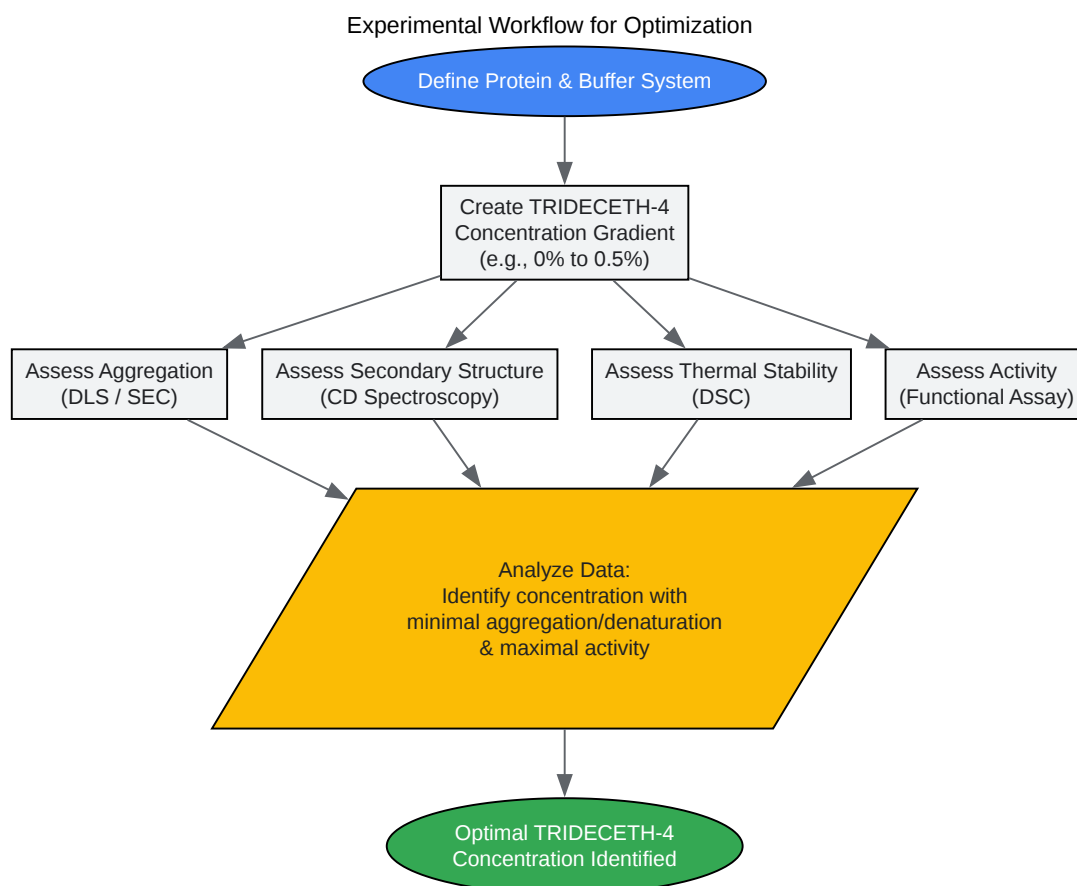 Experimental Workflow for Optimization
Define Protein & Buffer System
Create TRIDECETH-4
Concentration Gradient
(e.g., 0% to 0.5%)
Assess Aggregation
(DLS / SEC)
Assess Secondary Structure
(CD Spectroscopy)
Assess Thermal Stability
(DSC)
Assess Activity
(Functional Assay)
Analyze Data:
Identify concentration with
minimal aggregation/denaturation
& maximal activity
Optimal TRIDECETH-4
Concentration Identified